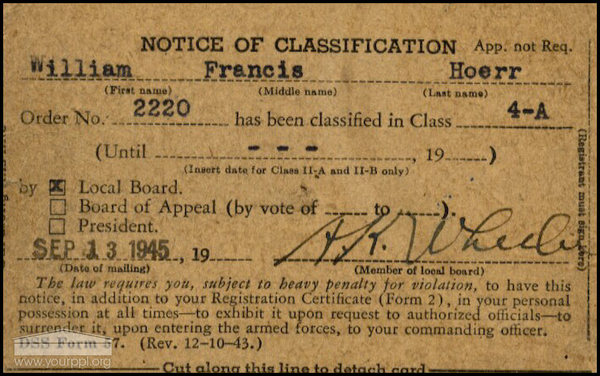 NOTICE OF CLASSIFICATION App. not Req.
William Francis Hoerr
(First name) (Middle name) (Last name)
Order No. 2220 has been classified in Class 4-A
(Until - - - , 19 )
(Insert date for Class II-A and II-B only)
by ☒ Local Board.
☐ Board of Appeal (by vote of to ).
☐ President.
SEP 13 1945, 19 A.K. Wheeler
(Date of mailing) (Member of local board)
(Registrant must sign here)
The law requires you, subject to heavy penalty for violation, to have this
notice, in addition to your Registration Certificate (Form 2), in your personal
possession at all times—to exhibit it upon request to authorized officials—to
surrender it, upon entering the armed forces, to your commanding officer.
DSS Form 57. (Rev. 12-10-43.)
www.yourppl.org
Cut along this line to detach card